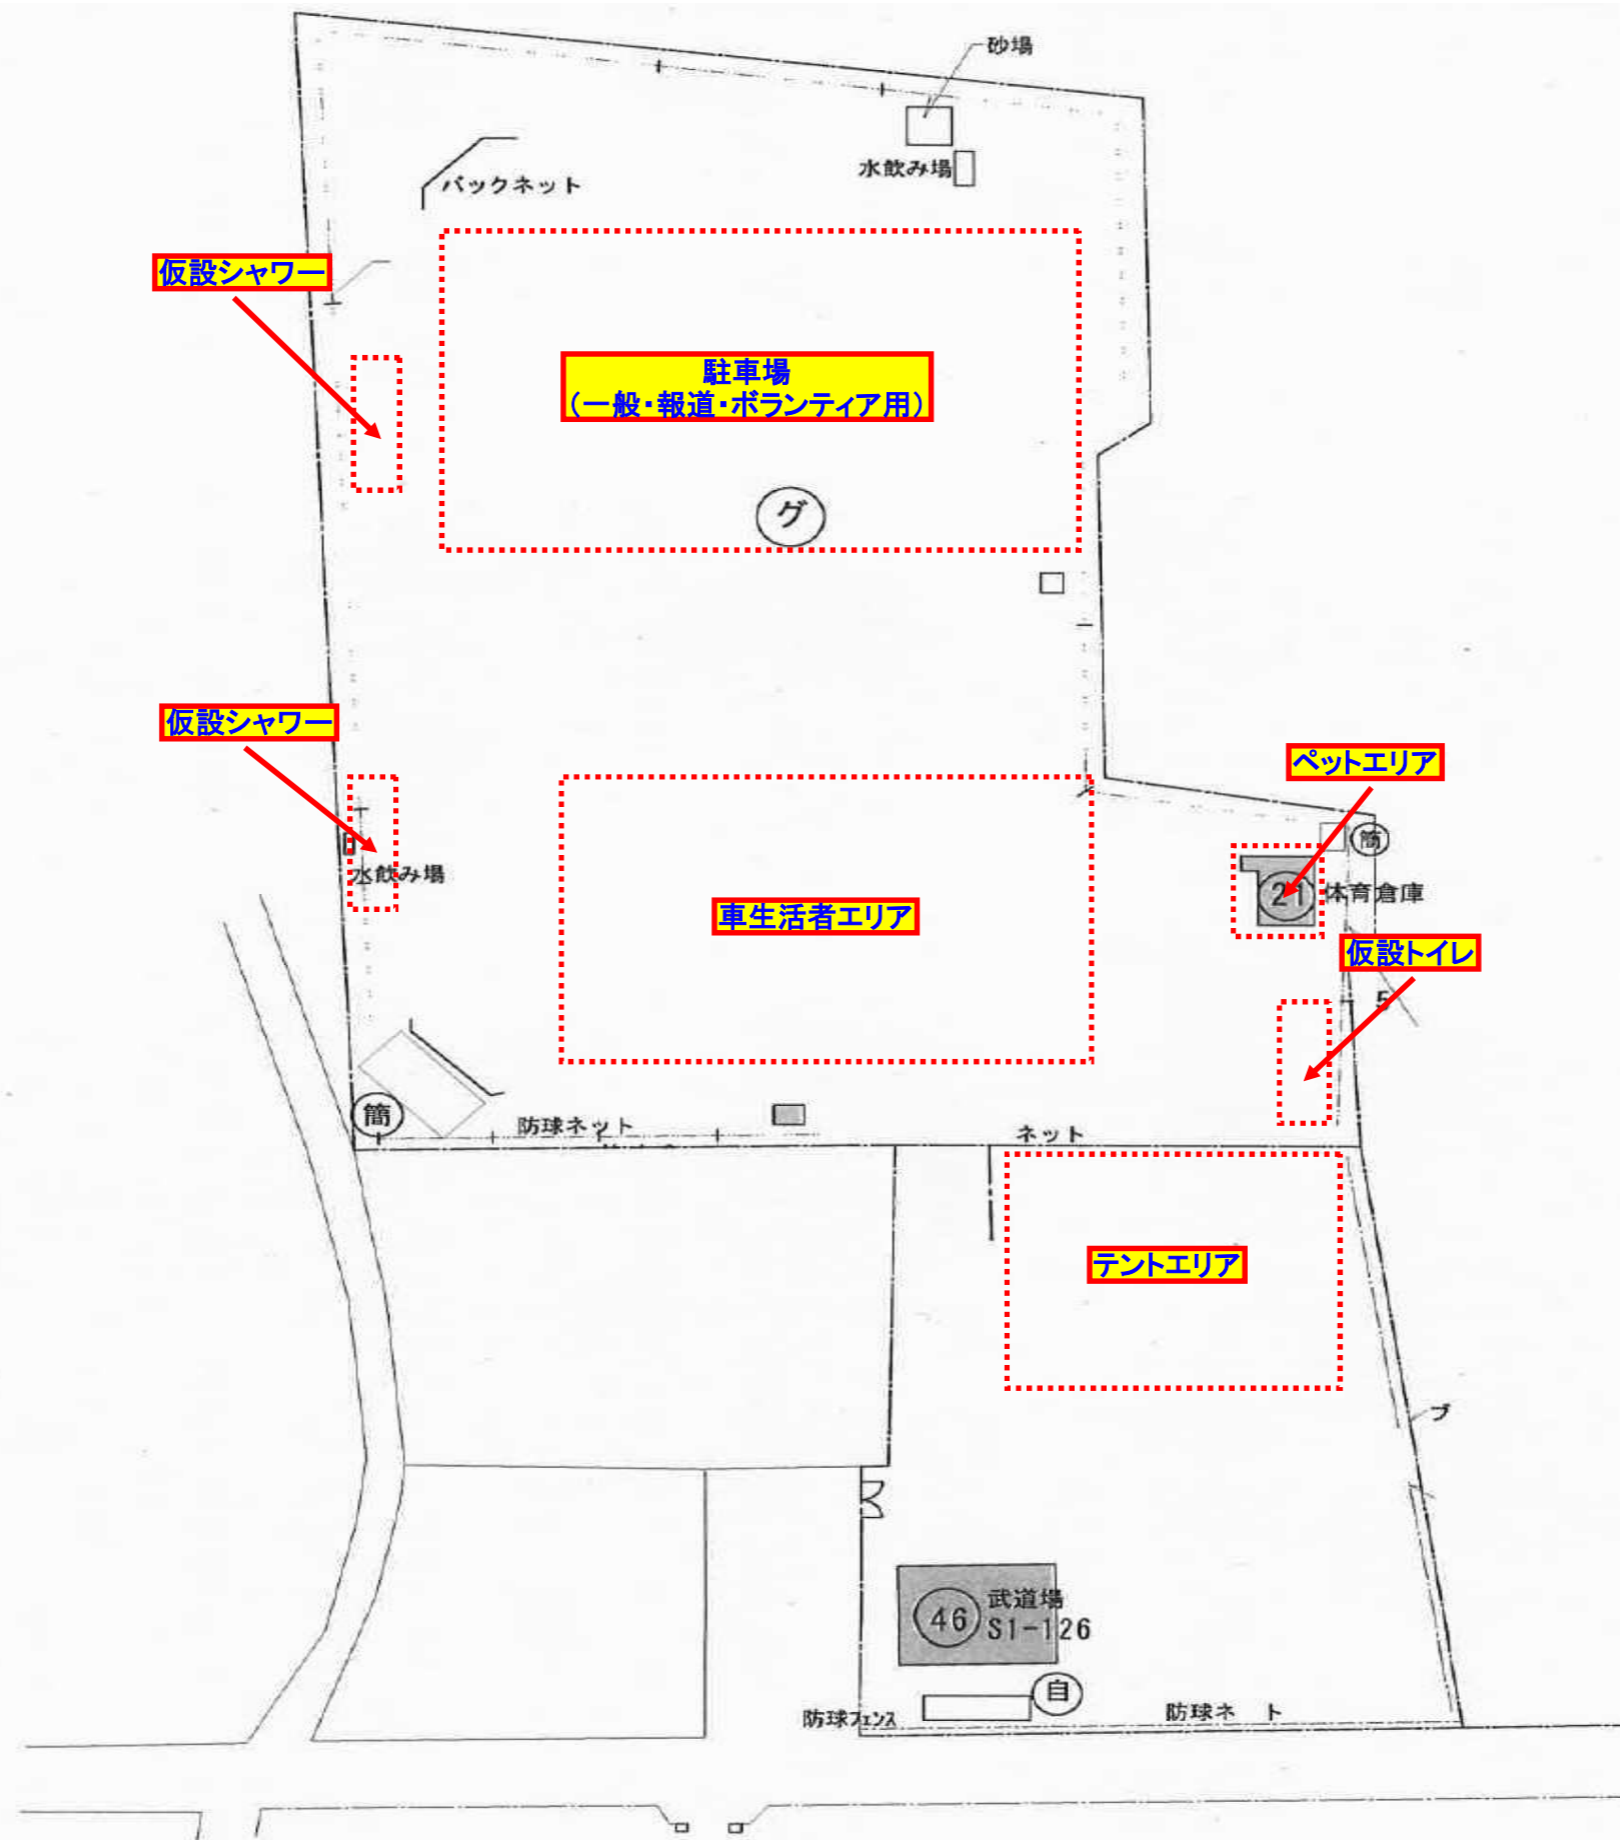 砂場
水飲み場
バックネット
仮設シャワー
駐車場
（一般・報道・ボランティア用）
グ
仮設シャワー
ペットエリア
簡
水飲み場
21
体育倉庫
車生活者エリア
仮設トイレ
5
簡
防球ネット
ネット
テントエリア
ブ
46
武道場
S1-126
自
防球フェンス
防球ネ ト